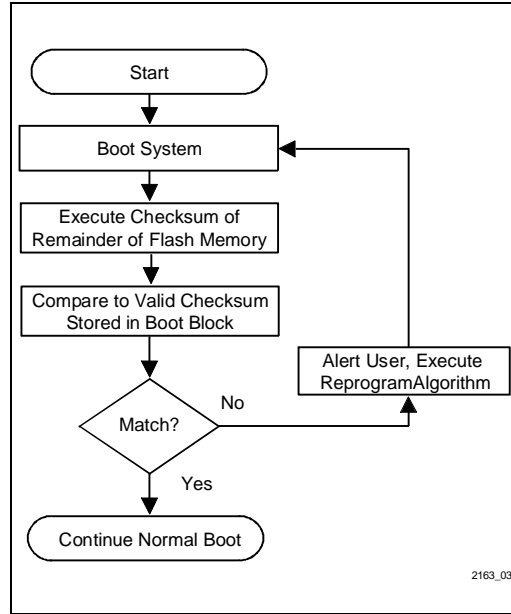 Start
Boot System
Execute Checksum of
Remainder of Flash Memory
Compare to Valid Checksum
Stored in Boot Block
Alert User, Execute
ReprogramAlgorithm
Match?
No
Yes
Continue Normal Boot
2163_03